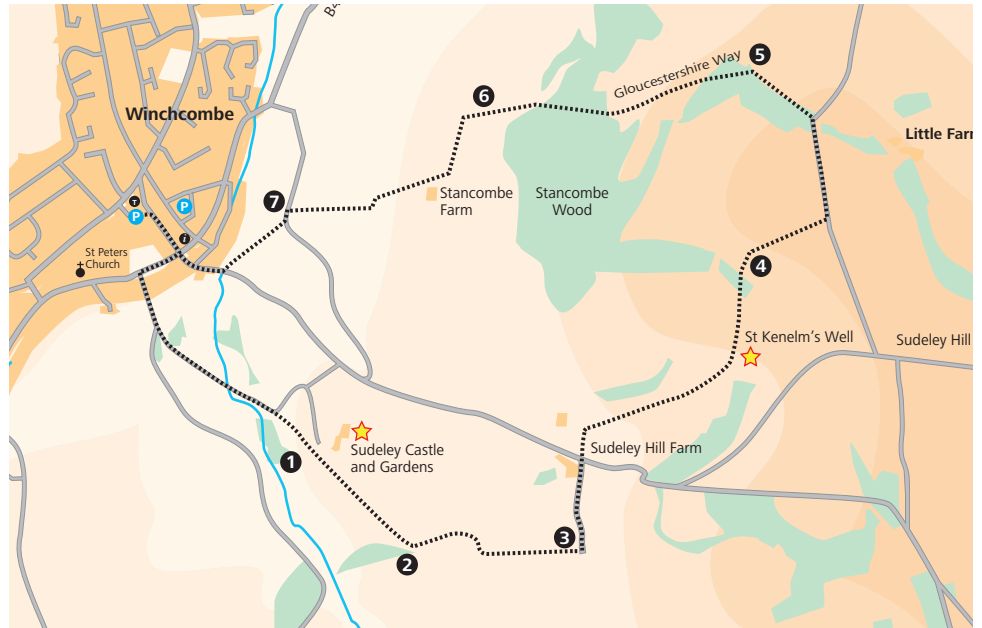 Winchcombe
Gloucestershire Way
5
6
Little Farm
Stancombe
Farm
Stancombe
Wood
7
T
P
P
i
St Peters
Church
4
St Kenelm's Well
Sudeley Hill
Sudeley Castle
and Gardens
1
Sudeley Hill Farm
3
2